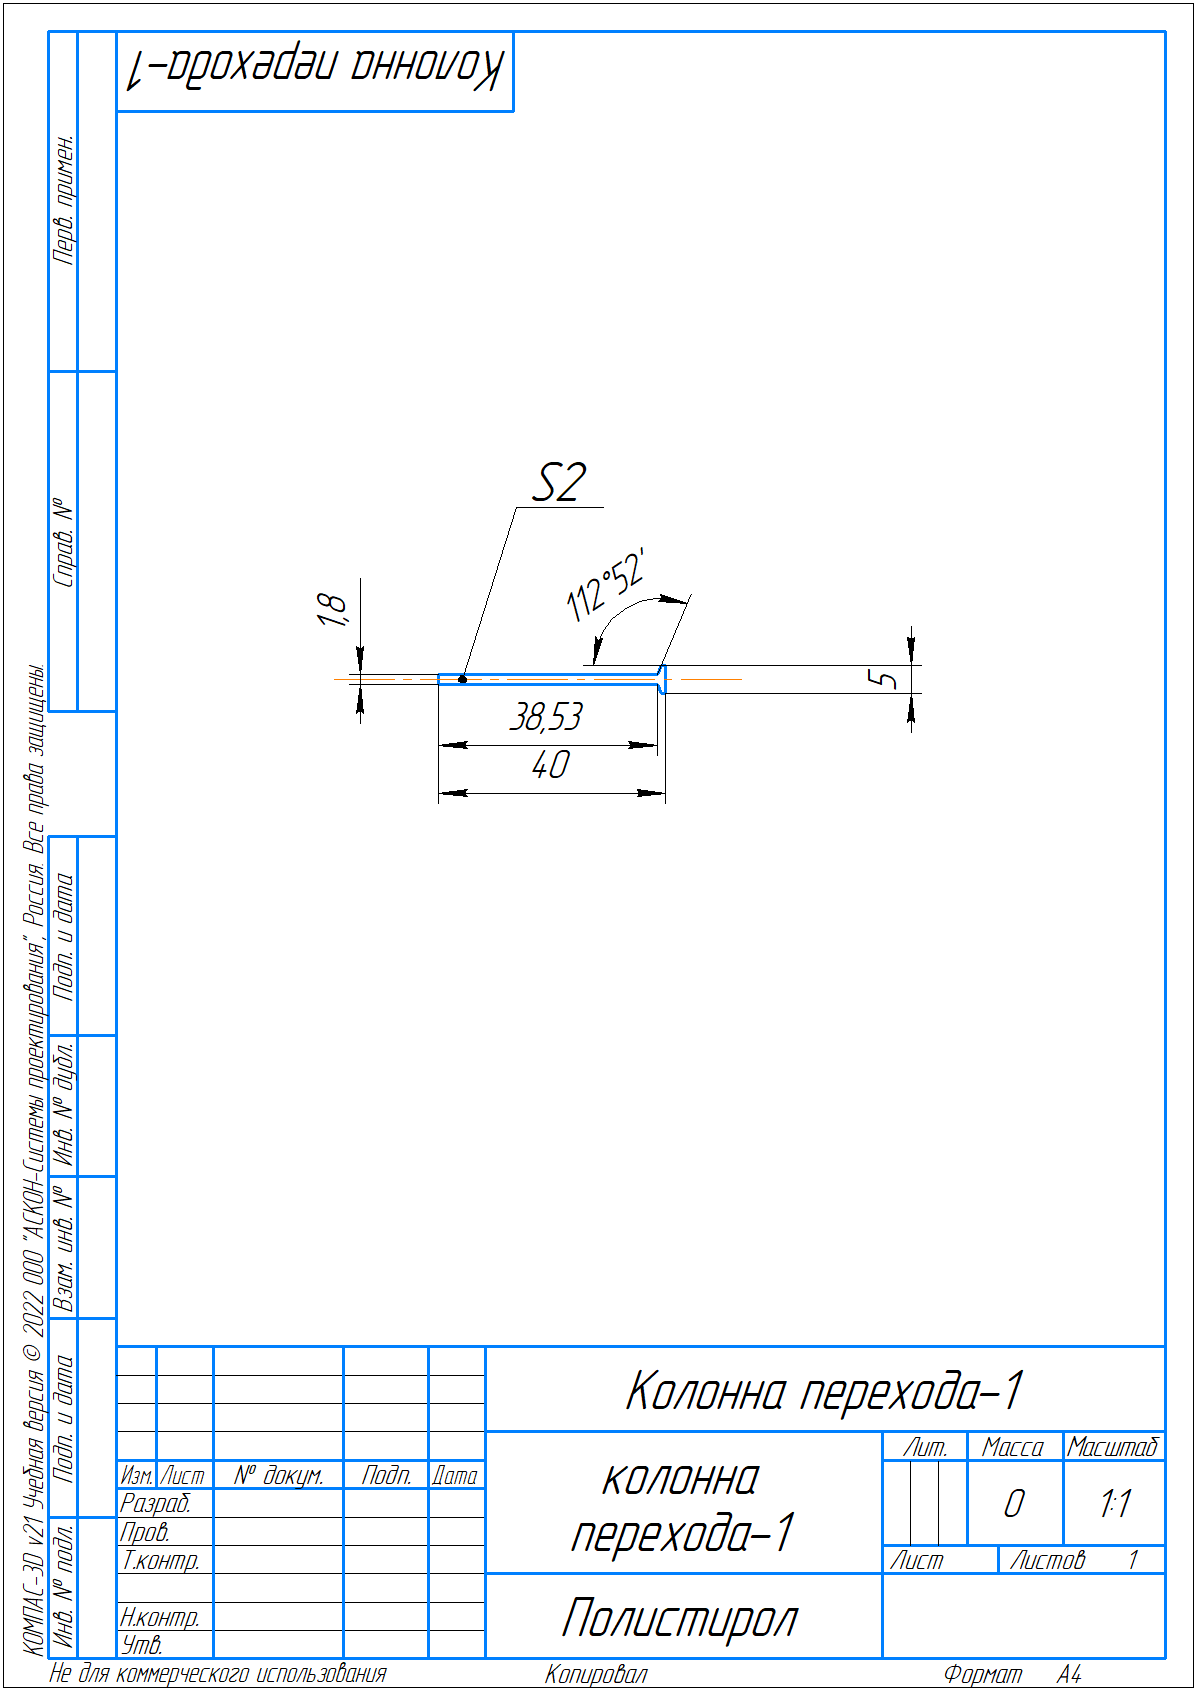 Колонна перехода-1
Перв. примен.
Справ. №
S2
112°52'
1,8
5
38,53
40
Подп. и дата
Инв. № дубл.
Взам. инв. №
Подп. и дата
Инв. № подл.
КОМПАС-3D v21 Учебная версия © 2022 ООО "АСКОН-Системы проектирования", Россия. Все права защищены.
Колонна перехода-1
Изм. Лист № докум. Подп. Дата
Разраб.
Пров.
Т.контр.
Н.контр.
Утв.
колонна
перехода-1
Лит. Масса Масштаб
0 1:1
Лист Листов 1
Полистирол
Не для коммерческого использования Копировал Формат А4